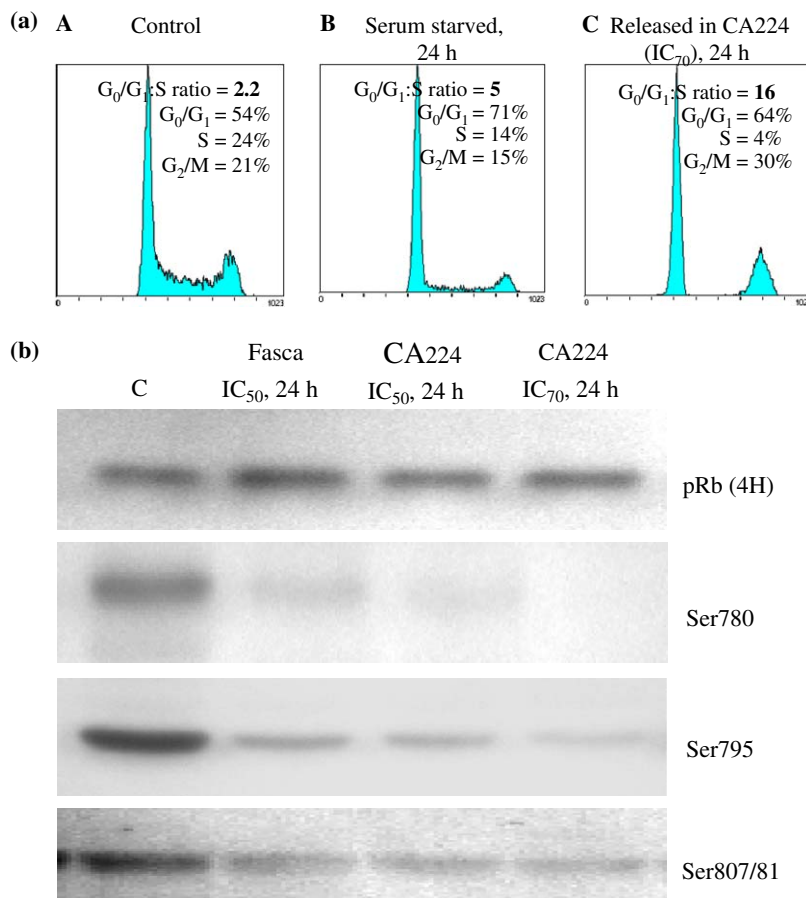 (a) A Control
G₀/G₁:S ratio = 2.2
G₀/G₁ = 54%
S = 24%
G₂/M = 21%
0 1023
B Serum starved,
24 h
G₀/G₁:S ratio = 5
G₀/G₁ = 71%
S = 14%
G₂/M = 15%
0 1023
C Released in CA224
(IC₇₀), 24 h
G₀/G₁:S ratio = 16
G₀/G₁ = 64%
S = 4%
G₂/M = 30%
0
(b)
C
Fasca
IC₅₀, 24 h
CA224
IC₅₀, 24 h
CA224
IC₇₀, 24 h
pRb (4H)
Ser780
Ser795
Ser807/81